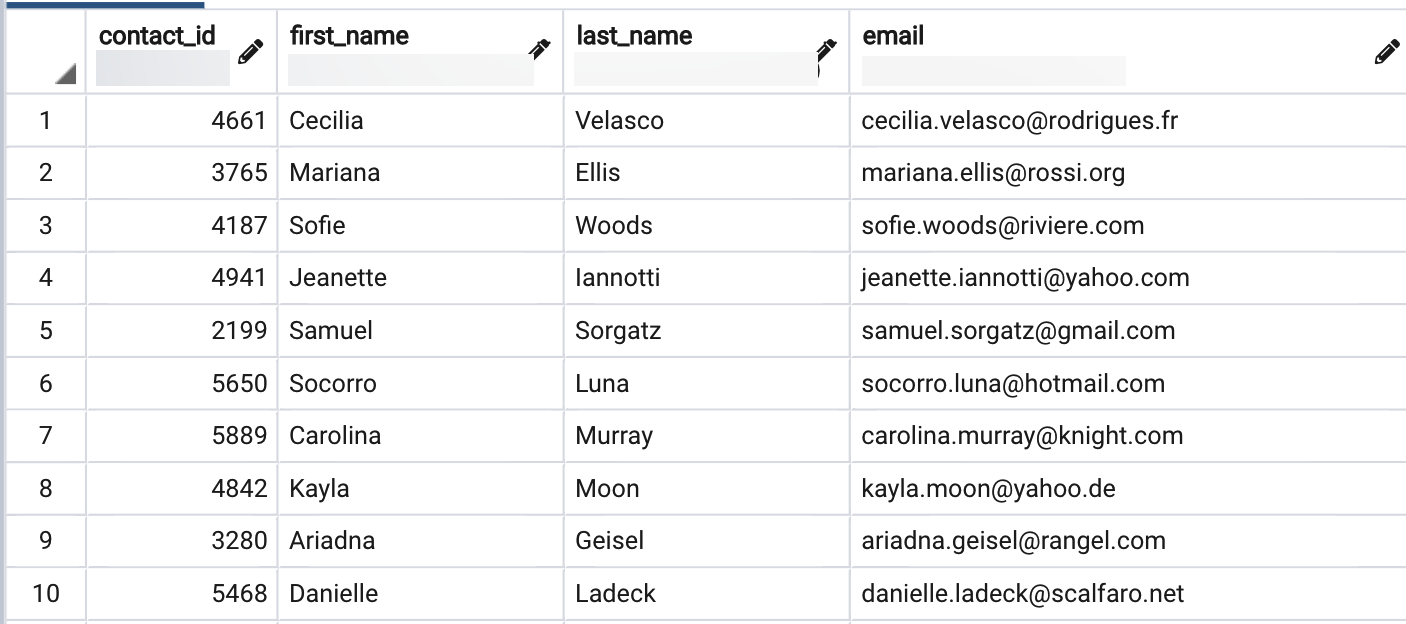 contact_id first_name last_name email
1 4661 Cecilia Velasco cecilia.velasco@rodrigues.fr
2 3765 Mariana Ellis mariana.ellis@rossi.org
3 4187 Sofie Woods sofie.woods@riviere.com
4 4941 Jeanette Iannotti jeanette.iannotti@yahoo.com
5 2199 Samuel Sorgatz samuel.sorgatz@gmail.com
6 5650 Socorro Luna socorro.luna@hotmail.com
7 5889 Carolina Murray carolina.murray@knight.com
8 4842 Kayla Moon kayla.moon@yahoo.de
9 3280 Ariadna Geisel ariadna.geisel@rangel.com
10 5468 Danielle Ladeck danielle.ladeck@scalfaro.net